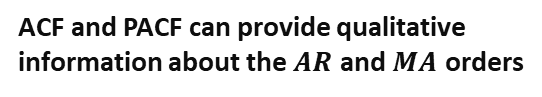 ACF and PACF can provide qualitative
information about the AR and MA orders